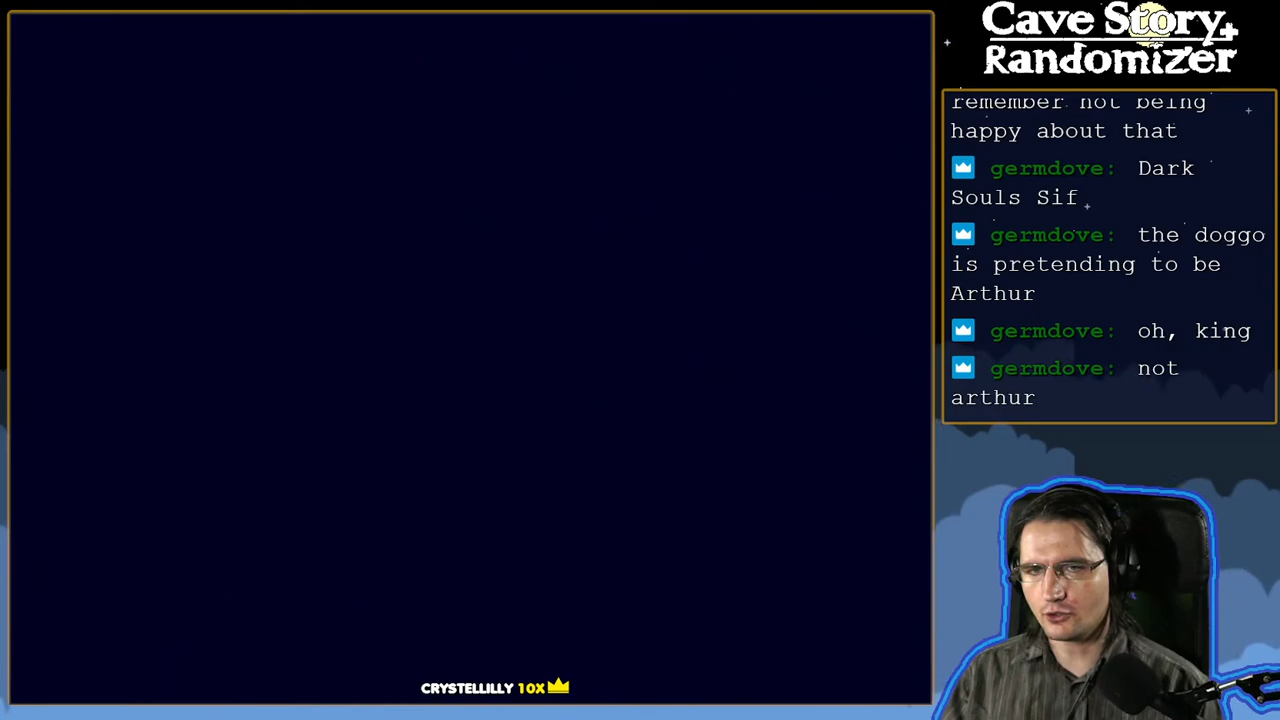 Cave Story+
Randomizer
remember not being
happy about that
germdove: Dark
Souls Sif
germdove: the doggo
is pretending to be
Arthur
germdove: oh, king
germdove: not
arthur
CRYSTELLILLY 10X